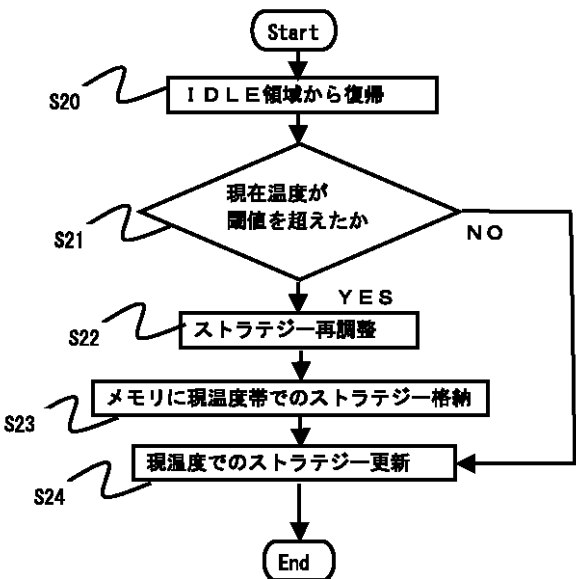 Start
S20
ＩＤＬＥ領域から復帰
現在温度が
閾値を超えたか
S21
ＮＯ
ＹＥＳ
S22
ストラテジー再調整
S23
メモリに現温度帯でのストラテジー格納
S24
現温度でのストラテジー更新
End